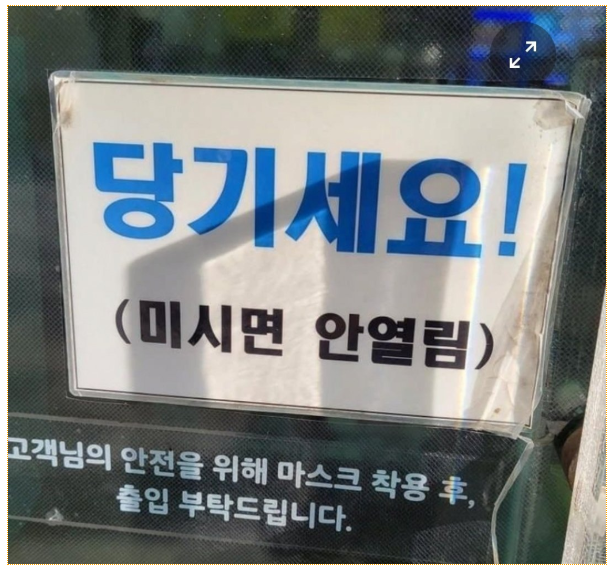 당기세요!
(미시면 안열림)
고객님의 안전을 위해 마스크 착용 후,
출입 부탁드립니다.